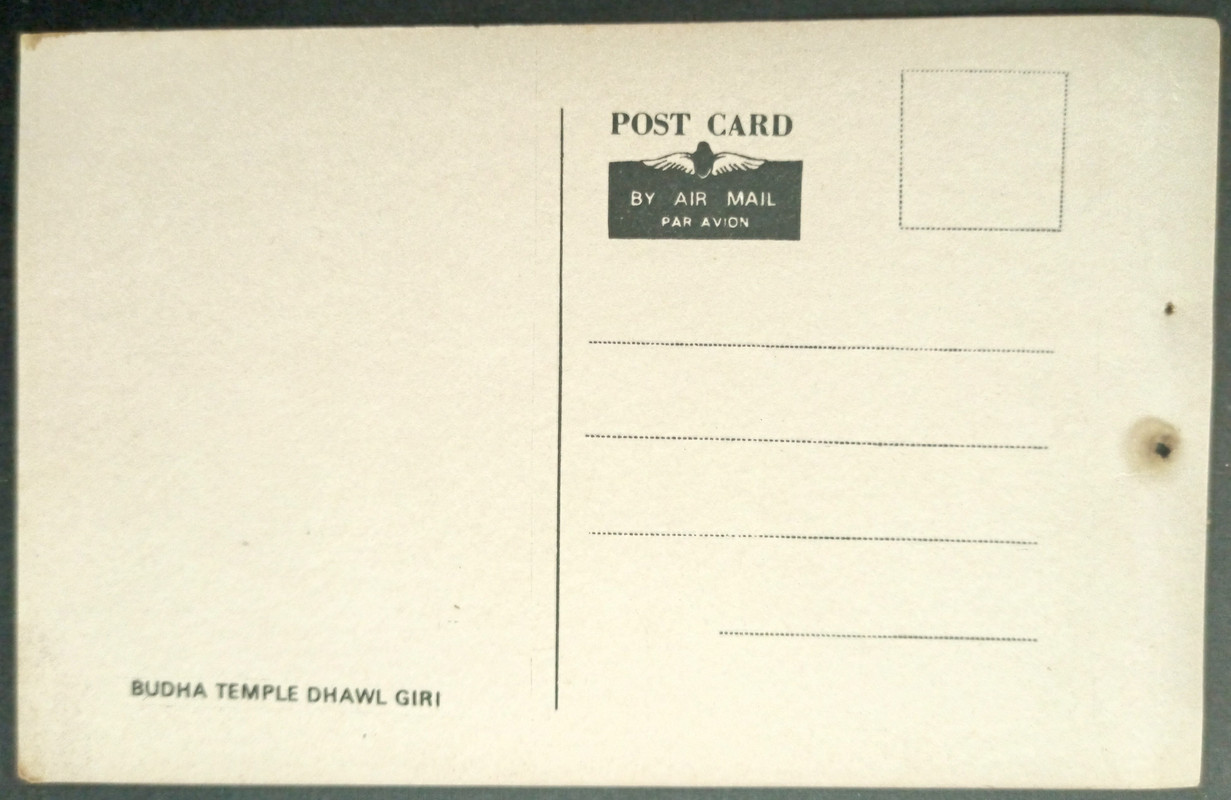 POST CARD
BY AIR MAIL
PAR AVION
BUDHA TEMPLE DHAWL GIRI